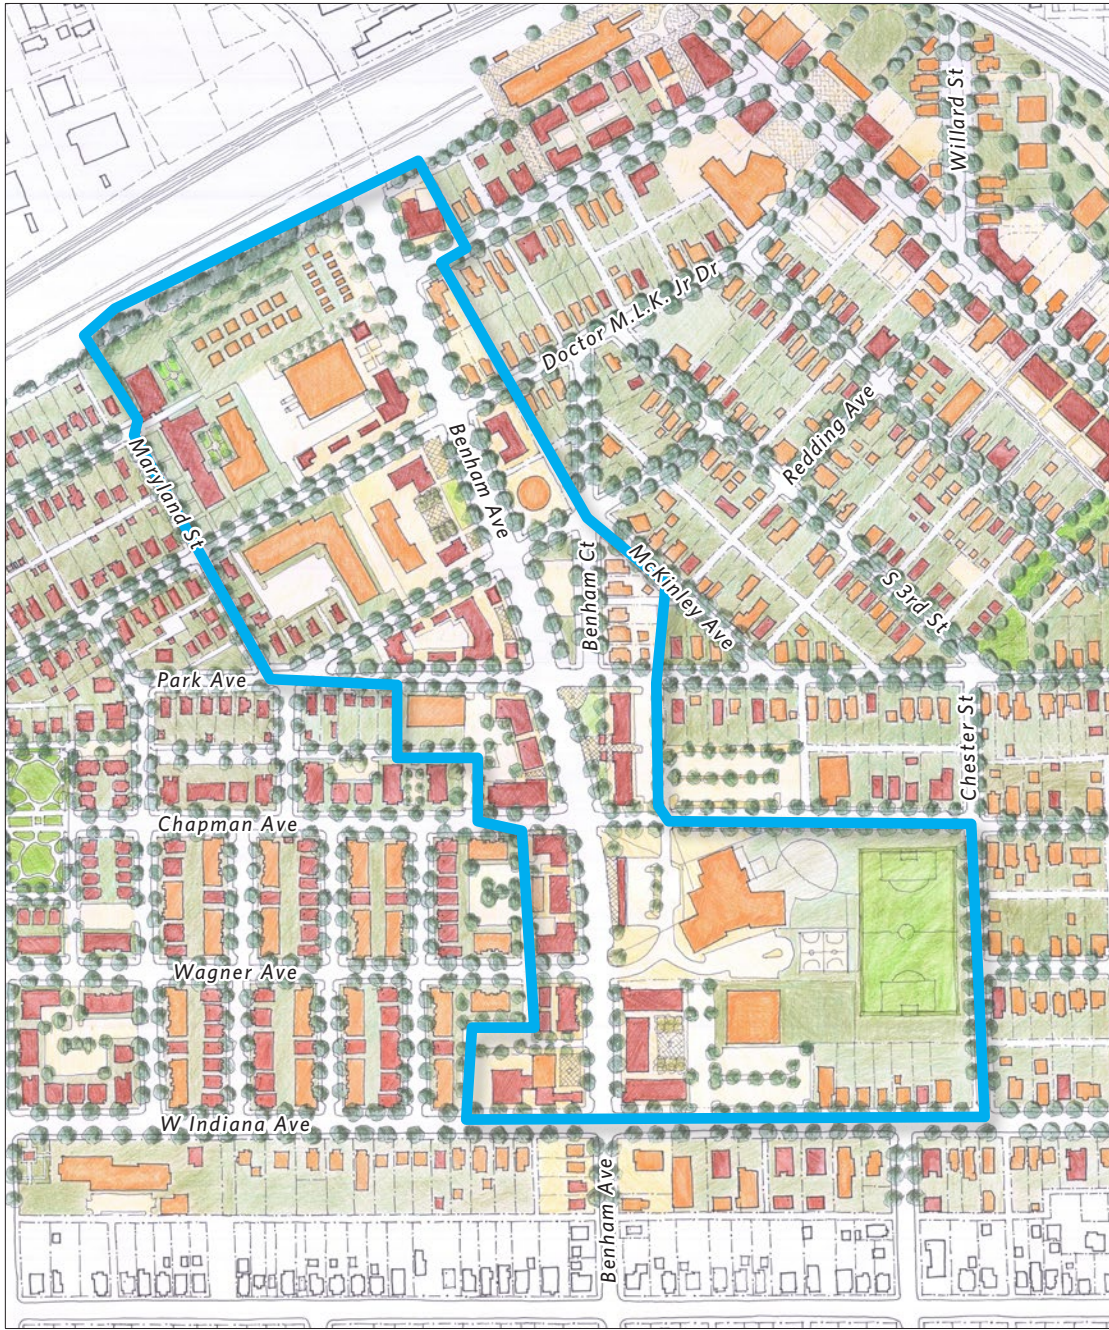 Willard St
Doctor M.L.K. Jr Dr
Redding Ave
Benham Ave
Maryland St
Benham Ct
McKinley Ave
S 3rd St
Park Ave
Chester St
Chapman Ave
Wagner Ave
W Indiana Ave
Benham Ave